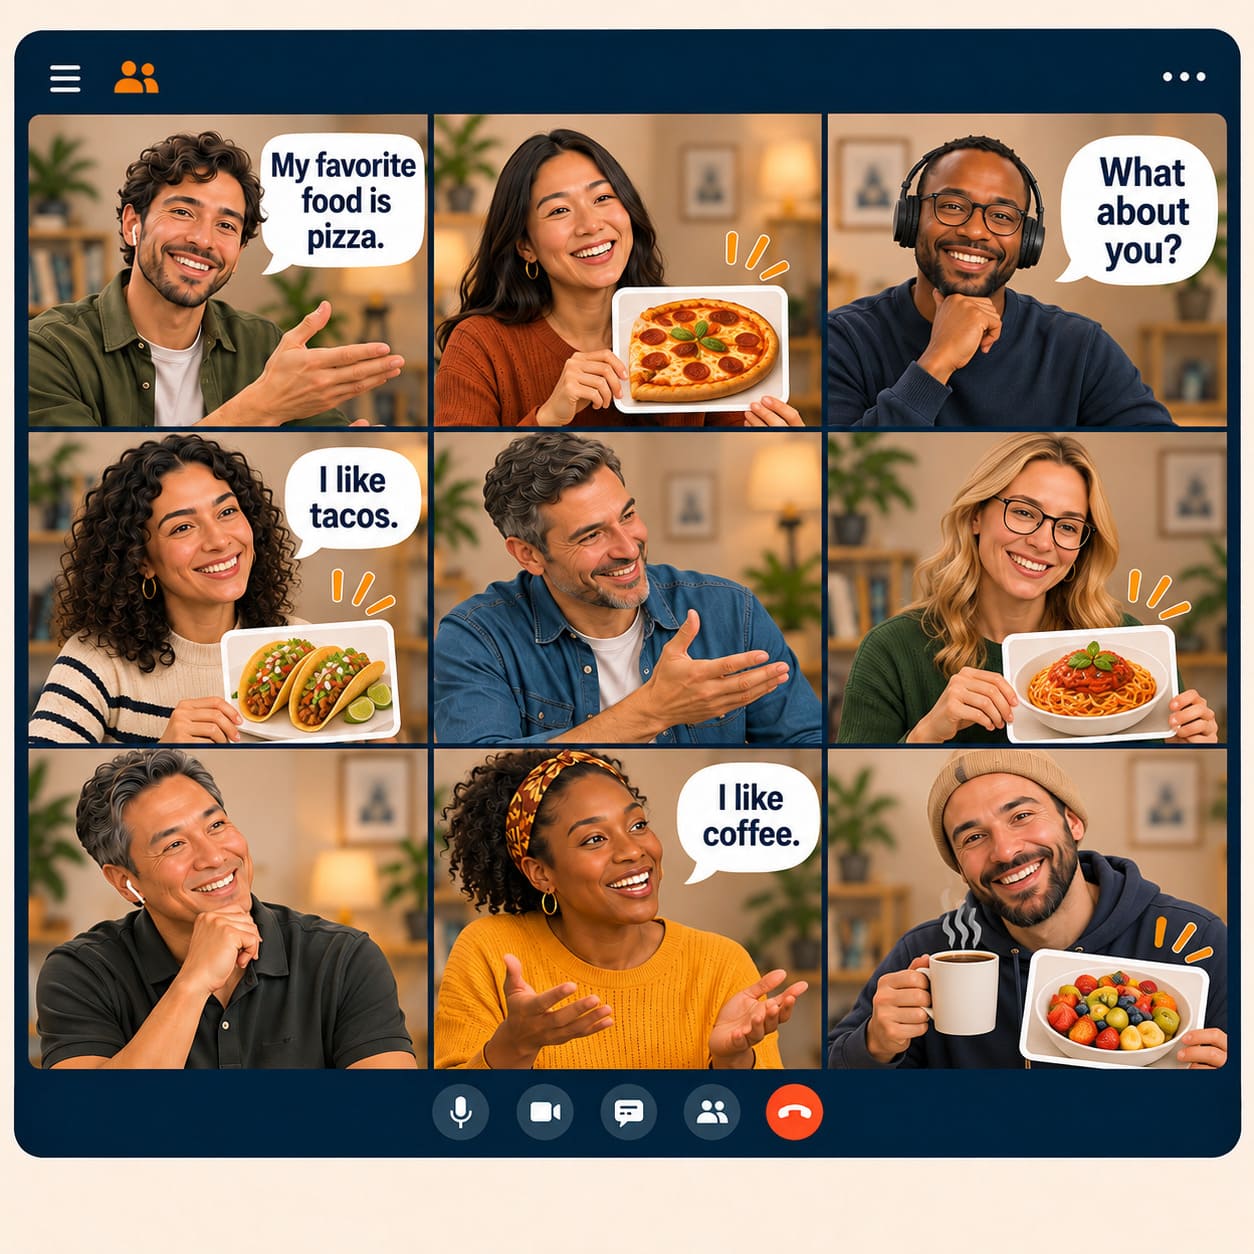 My favorite
food is
pizza.
What
about
you?
I like
tacos.
I like
coffee.